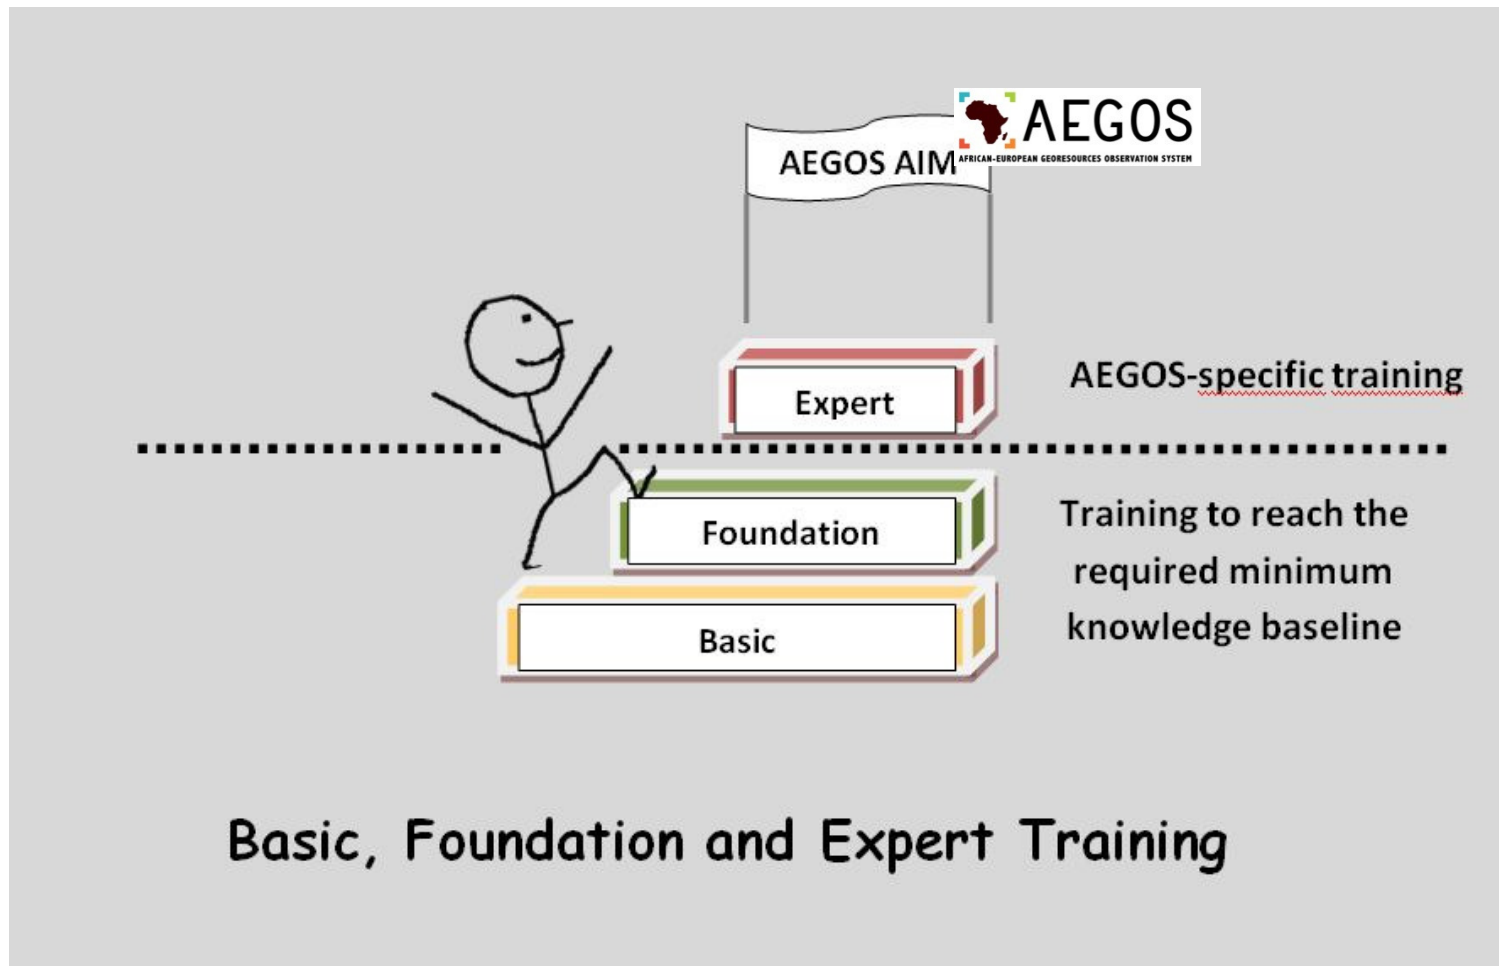 AEGOS
AFRICAN-EUROPEAN GEORESOURCES OBSERVATION SYSTEM
AEGOS AIM
Expert
AEGOS-specific training
Foundation
Training to reach the
required minimum
knowledge baseline
Basic
Basic, Foundation and Expert Training